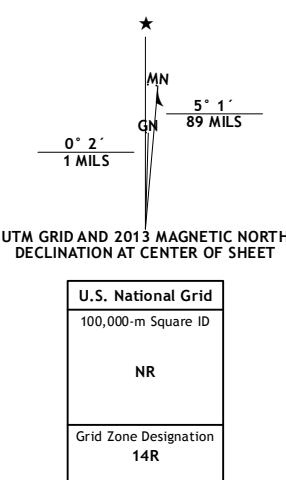 ★
MN
5° 1´
89 MILS
GN
0° 2´
1 MILS
UTM GRID AND 2013 MAGNETIC NORTH
DECLINATION AT CENTER OF SHEET
U.S. National Grid
100,000-m Square ID
NR
Grid Zone Designation
14R